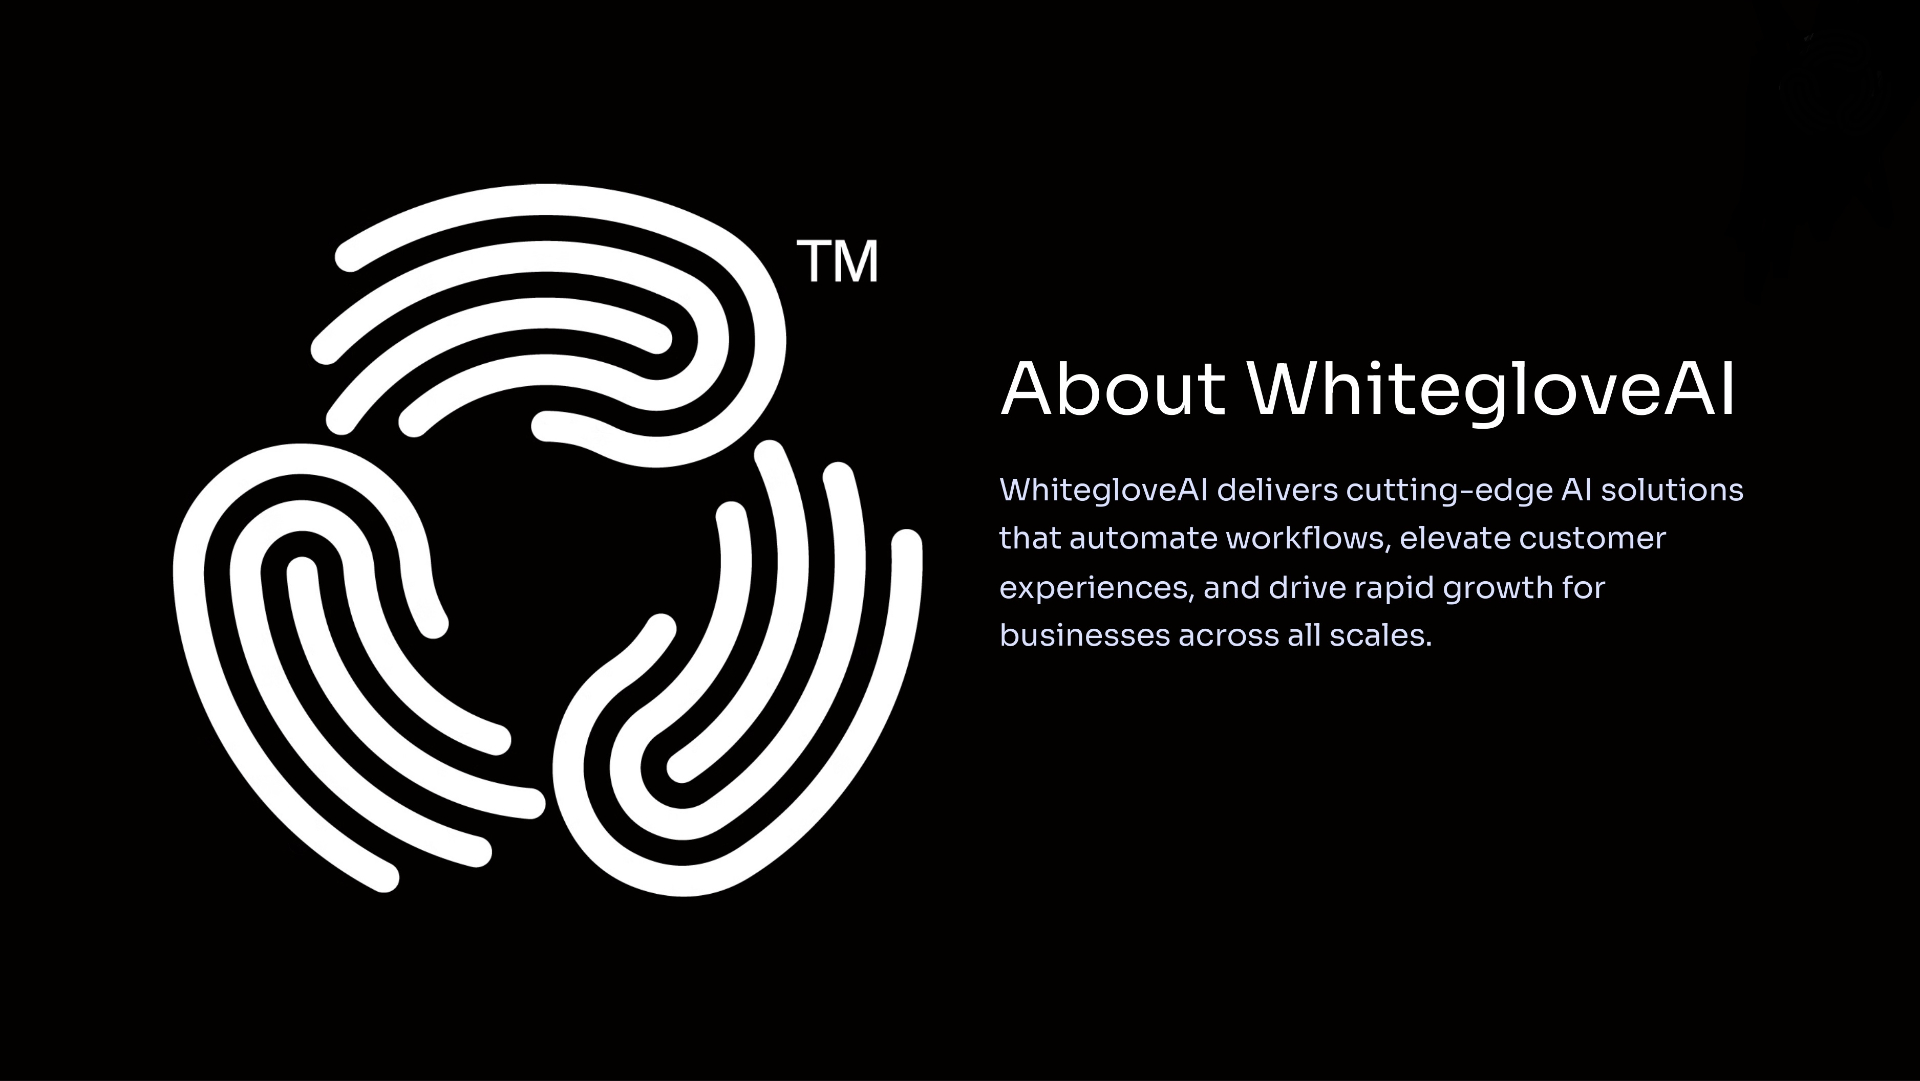 TM
About WhitegloveAI
WhitegloveAI delivers cutting-edge AI solutions
that automate workflows, elevate customer
experiences, and drive rapid growth for
businesses across all scales.